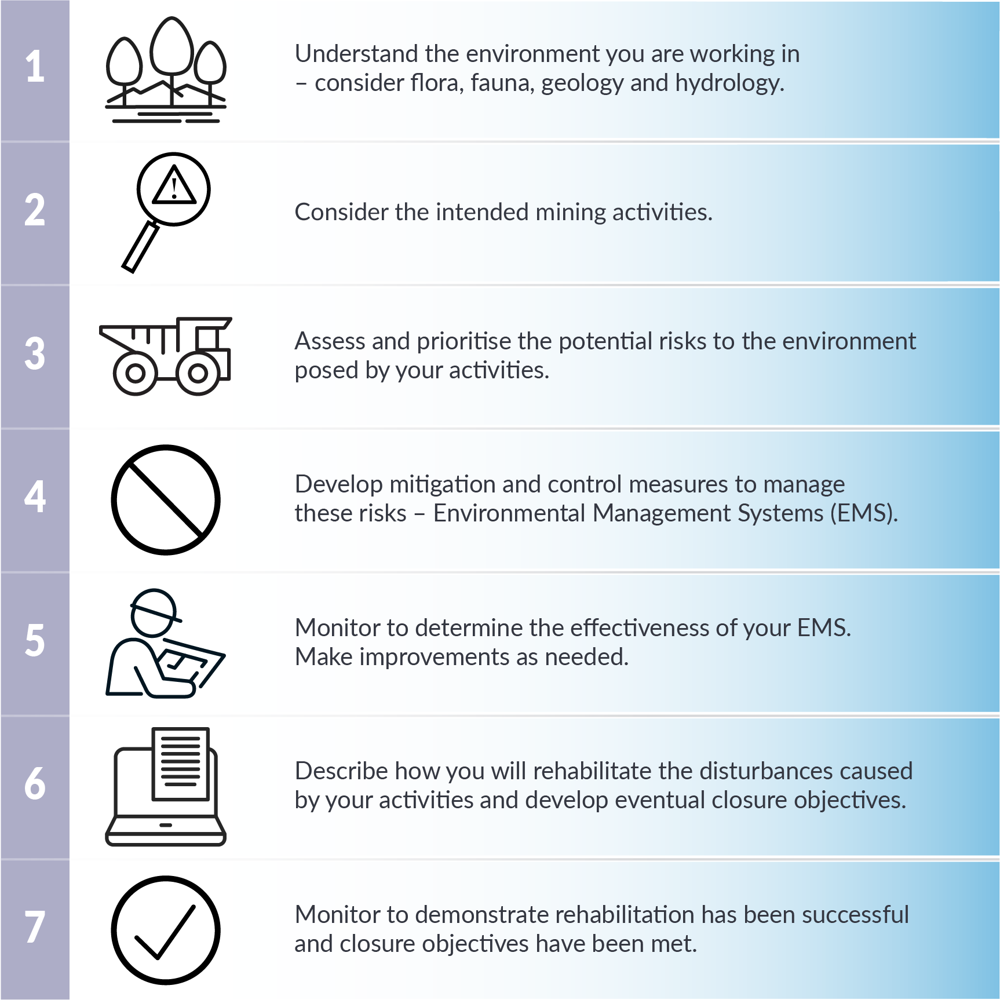 1
Understand the environment you are working in
– consider flora, fauna, geology and hydrology.
2
Consider the intended mining activities.
3
Assess and prioritise the potential risks to the environment
posed by your activities.
4
Develop mitigation and control measures to manage
these risks – Environmental Management Systems (EMS).
5
Monitor to determine the effectiveness of your EMS.
Make improvements as needed.
6
Describe how you will rehabilitate the disturbances caused
by your activities and develop eventual closure objectives.
7
Monitor to demonstrate rehabilitation has been successful
and closure objectives have been met.